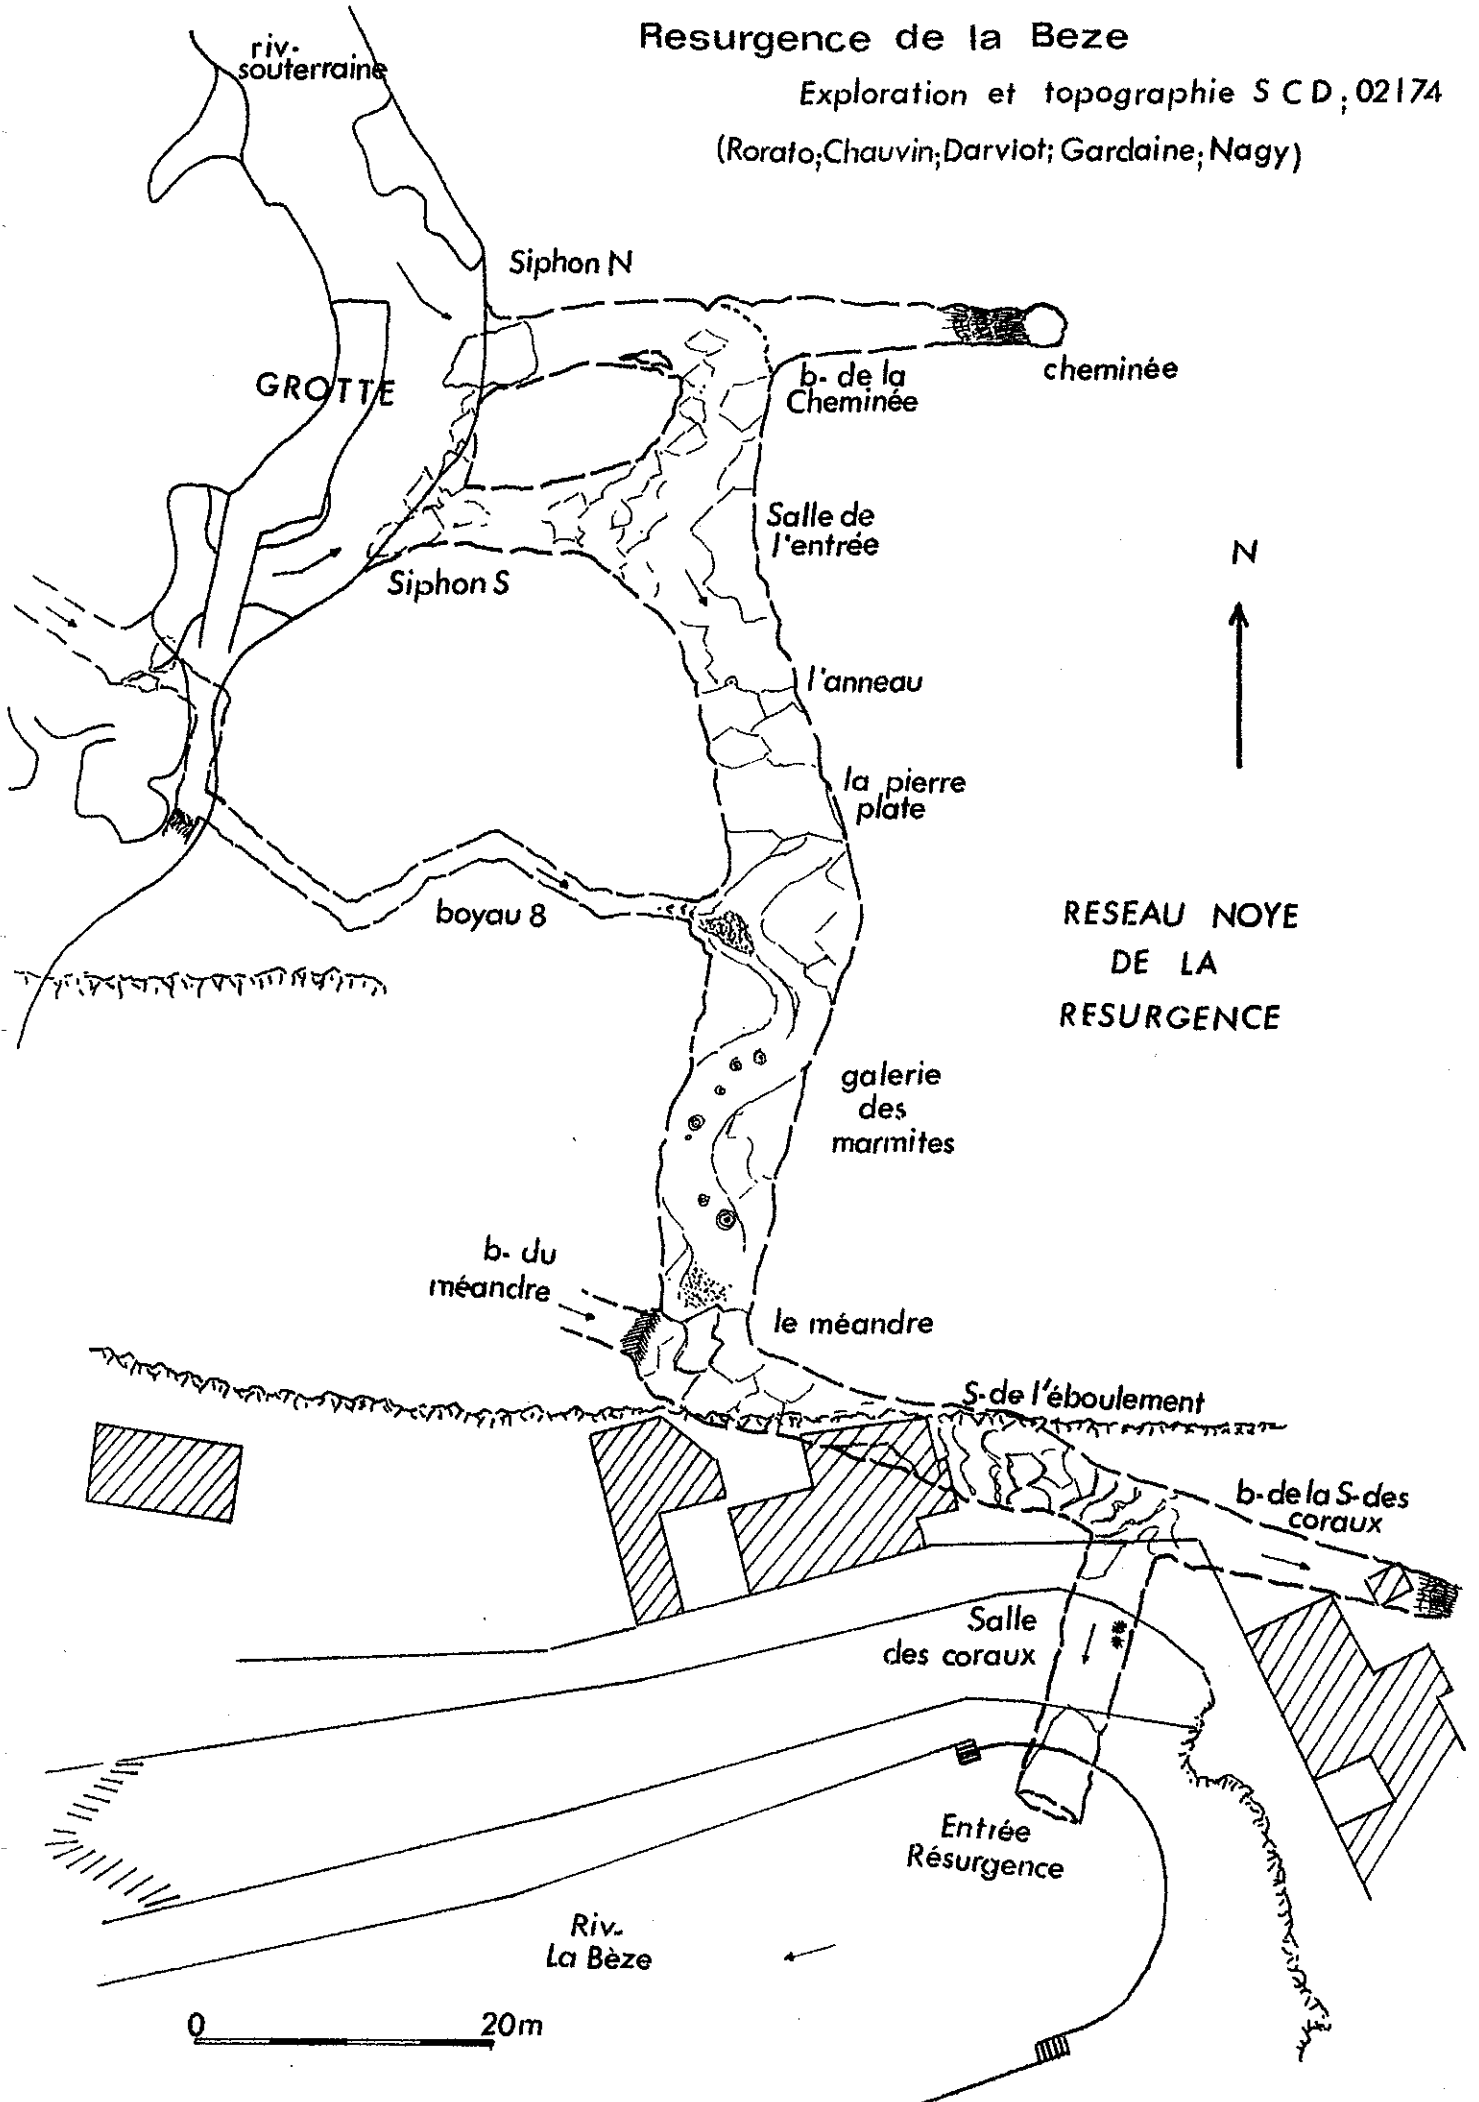 Resurgence de la Beze
Exploration et topographie S C D; 02174
(Rorato;Chauvin;Darviot; Gardaine; Nagy)
riv-
souterraine
Siphon N
GROTTE
b- de la
Cheminée
cheminée
Salle de
l'entrée
N
Siphon S
l'anneau
la pierre
plate
boyau 8
RESEAU NOYE
DE LA
RESURGENCE
galerie
des
marmites
b- du
méandre
le méandre
S-de l'éboulement
b-de la S-des
coraux
Salle
des coraux
Entrée
Résurgence
Riv-
La Bèze
0 20m